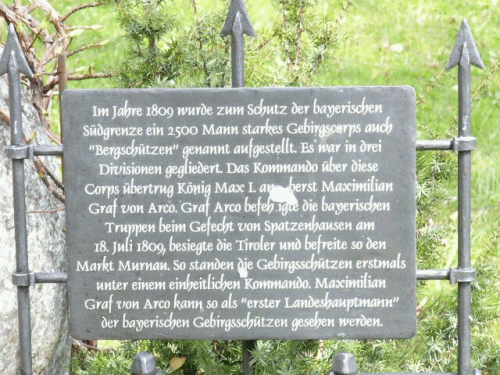 Im Jahre 1809 wurde zum Schutz der bayerischen
Südgrenze ein 2500 Mann starkes Gebirgscorps auch
"Bergschützen" genannt aufgestellt. Es war in drei
Divisionen gegliedert. Das Kommando über diese
Corps übertrug König Max I. Maximilian
Graf von Arco. Graf Arco die bayerischen
Truppen beim Gefecht von Spatzenhausen am
18. Juli 1809, besiegte die Tiroler und befreite so den
Markt Murnau. So standen die Gebirgsschützen erstmals
unter einem einheitlichen Kommando. Maximilian
Graf von Arco kann so als "erster Landeshauptmann"
der bayerischen Gebirgsschützen gesehen werden.